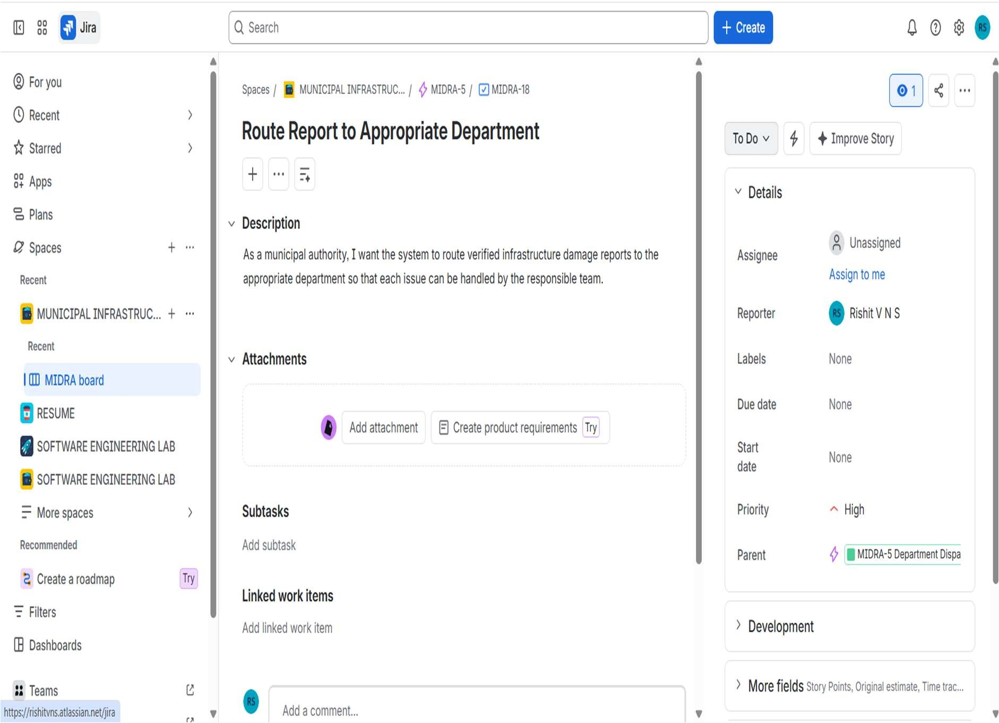 Jira
Search
+ Create
RS
For you
Recent
Starred
Apps
Plans
Spaces
Recent
MUNICIPAL INFRASTRUC...
Recent
MIDRA board
RESUME
SOFTWARE ENGINEERING LAB
SOFTWARE ENGINEERING LAB
More spaces
Recommended
Create a roadmap Try
Filters
Dashboards
Teams
https://rishitvns.atlassian.net/jira
Spaces / MUNICIPAL INFRASTRUC... / MIDRA-5 / MIDRA-18
Route Report to Appropriate Department
Description
As a municipal authority, I want the system to route verified infrastructure damage reports to the
appropriate department so that each issue can be handled by the responsible team.
Attachments
Add attachment Create product requirements Try
Subtasks
Add subtask
Linked work items
Add linked work item
RS Add a comment...
1
To Do Improve Story
Details
Assignee Unassigned
Assign to me
Reporter RS Rishit V N S
Labels None
Due date None
Start
date
None
Priority High
Parent MIDRA-5 Department Dispa
Development
More fields Story Points, Original estimate, Time trac...